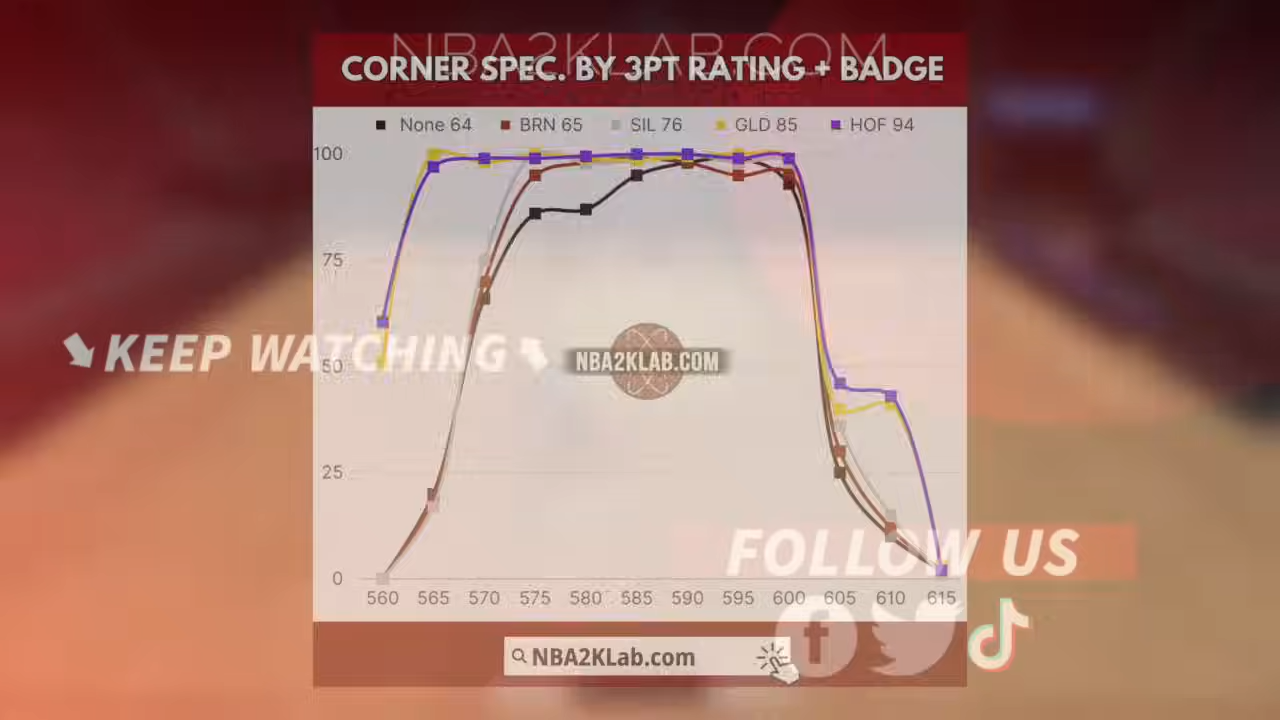 NBA2KLAB.COM
CORNER SPEC. BY 3PT RATING + BADGE
None 64 BRN 65 SIL 76 GLD 85 HOF 94
100
75
KEEP WATCHING
50
NBA2KLAB.COM
25
FOLLOW US
0
560 565 570 575 580 585 590 595 600 605 610 615
f
NBA2KLab.com